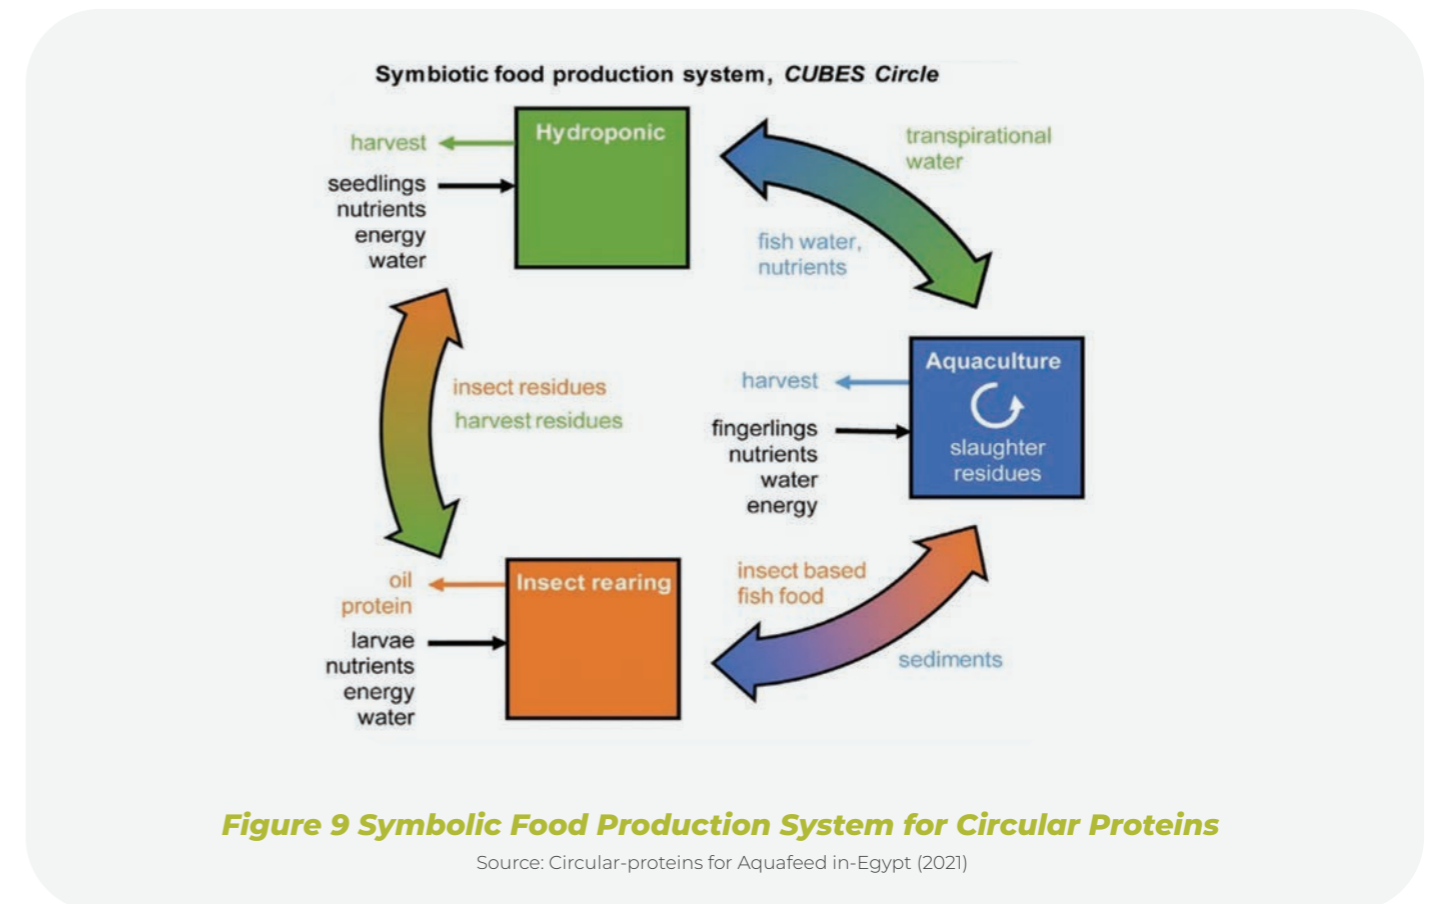 Symbiotic food production system, CUBES Circle
Hydroponic
harvest
seedlings
nutrients
energy
water
transpirational
water
fish water,
nutrients
Aquaculture
slaughter
residues
harvest
fingerlings
nutrients
water
energy
insect residues
harvest residues
Insect rearing
oil
protein
larvae
nutrients
energy
water
insect based
fish food
sediments
Figure 9 Symbolic Food Production System for Circular Proteins
Source: Circular-proteins for Aquafeed in-Egypt (2021)